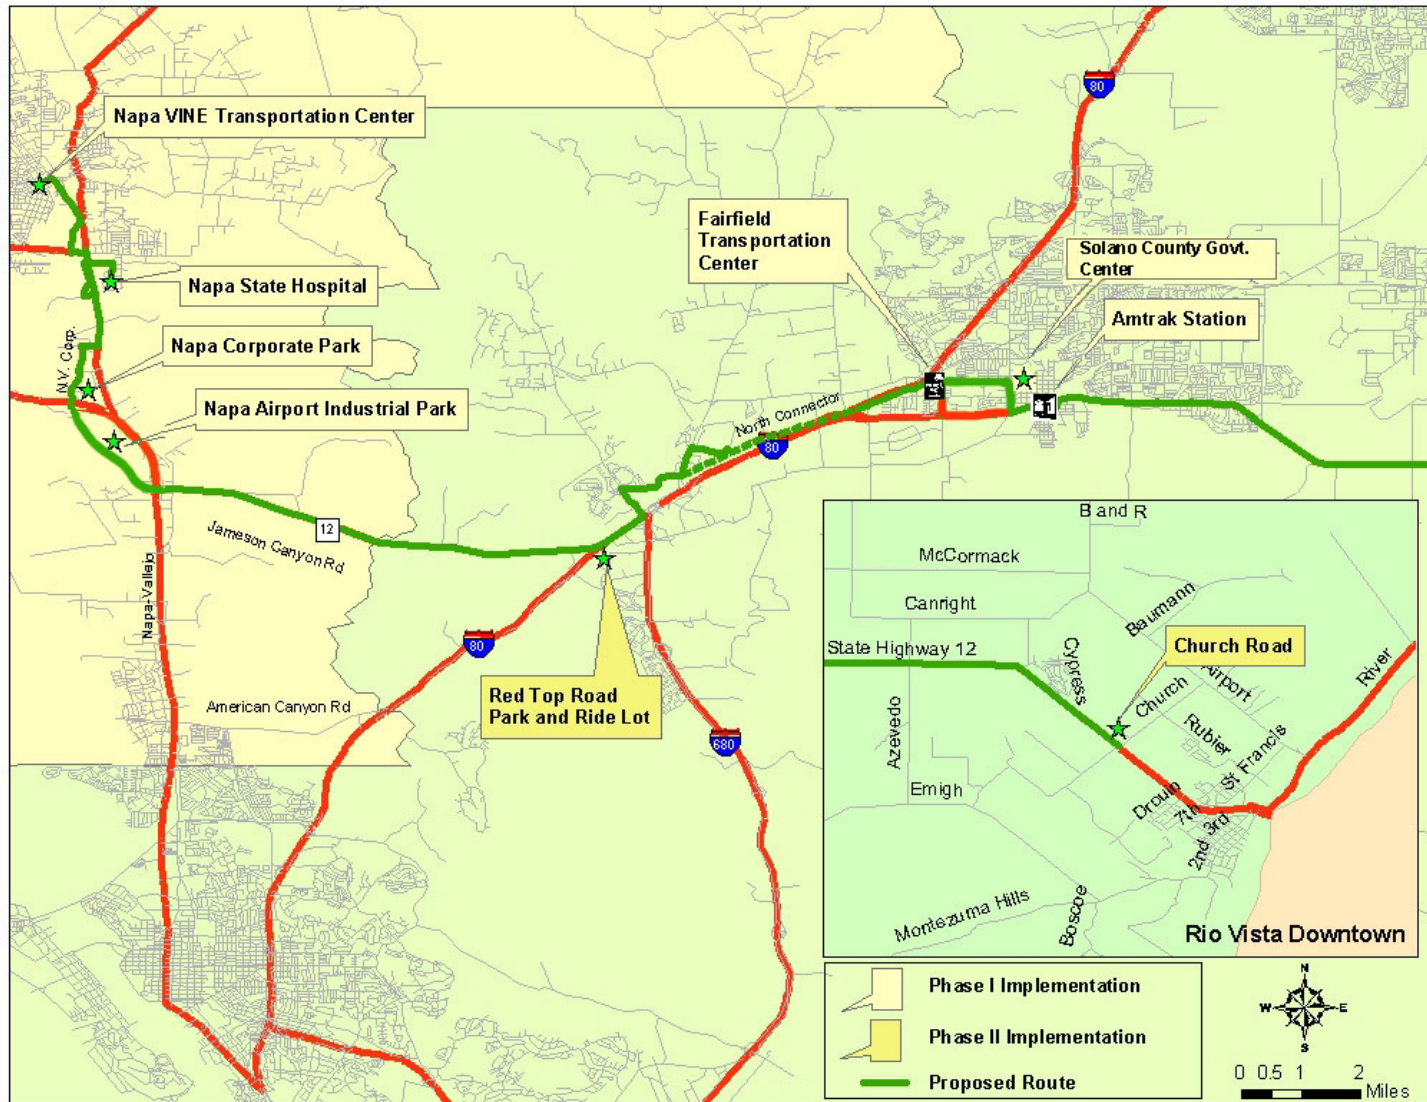 80
Napa VINE Transportation Center
Fairfield
Transportation
Center
Solano County Govt.
Center
Napa State Hospital
Amtrak Station
N.V. Corp.
Napa Corporate Park
Napa Airport Industrial Park
North Connector
80
12
Jameson Canyon Rd
Napa-Vallejo
80
Red Top Road
Park and Ride Lot
American Canyon Rd
680
B and R
McCormack
Canright
Baumann
State Highway 12
Cypress
Church Road
Church
Airport
River
Azevedo
Rubier
St Francis
Emigh
Drouin
7th
3rd
2nd
Montezuma Hills
Boscoe
Rio Vista Downtown
Phase I Implementation
Phase II Implementation
Proposed Route
N
W E
S
0 0.5 1 2
Miles